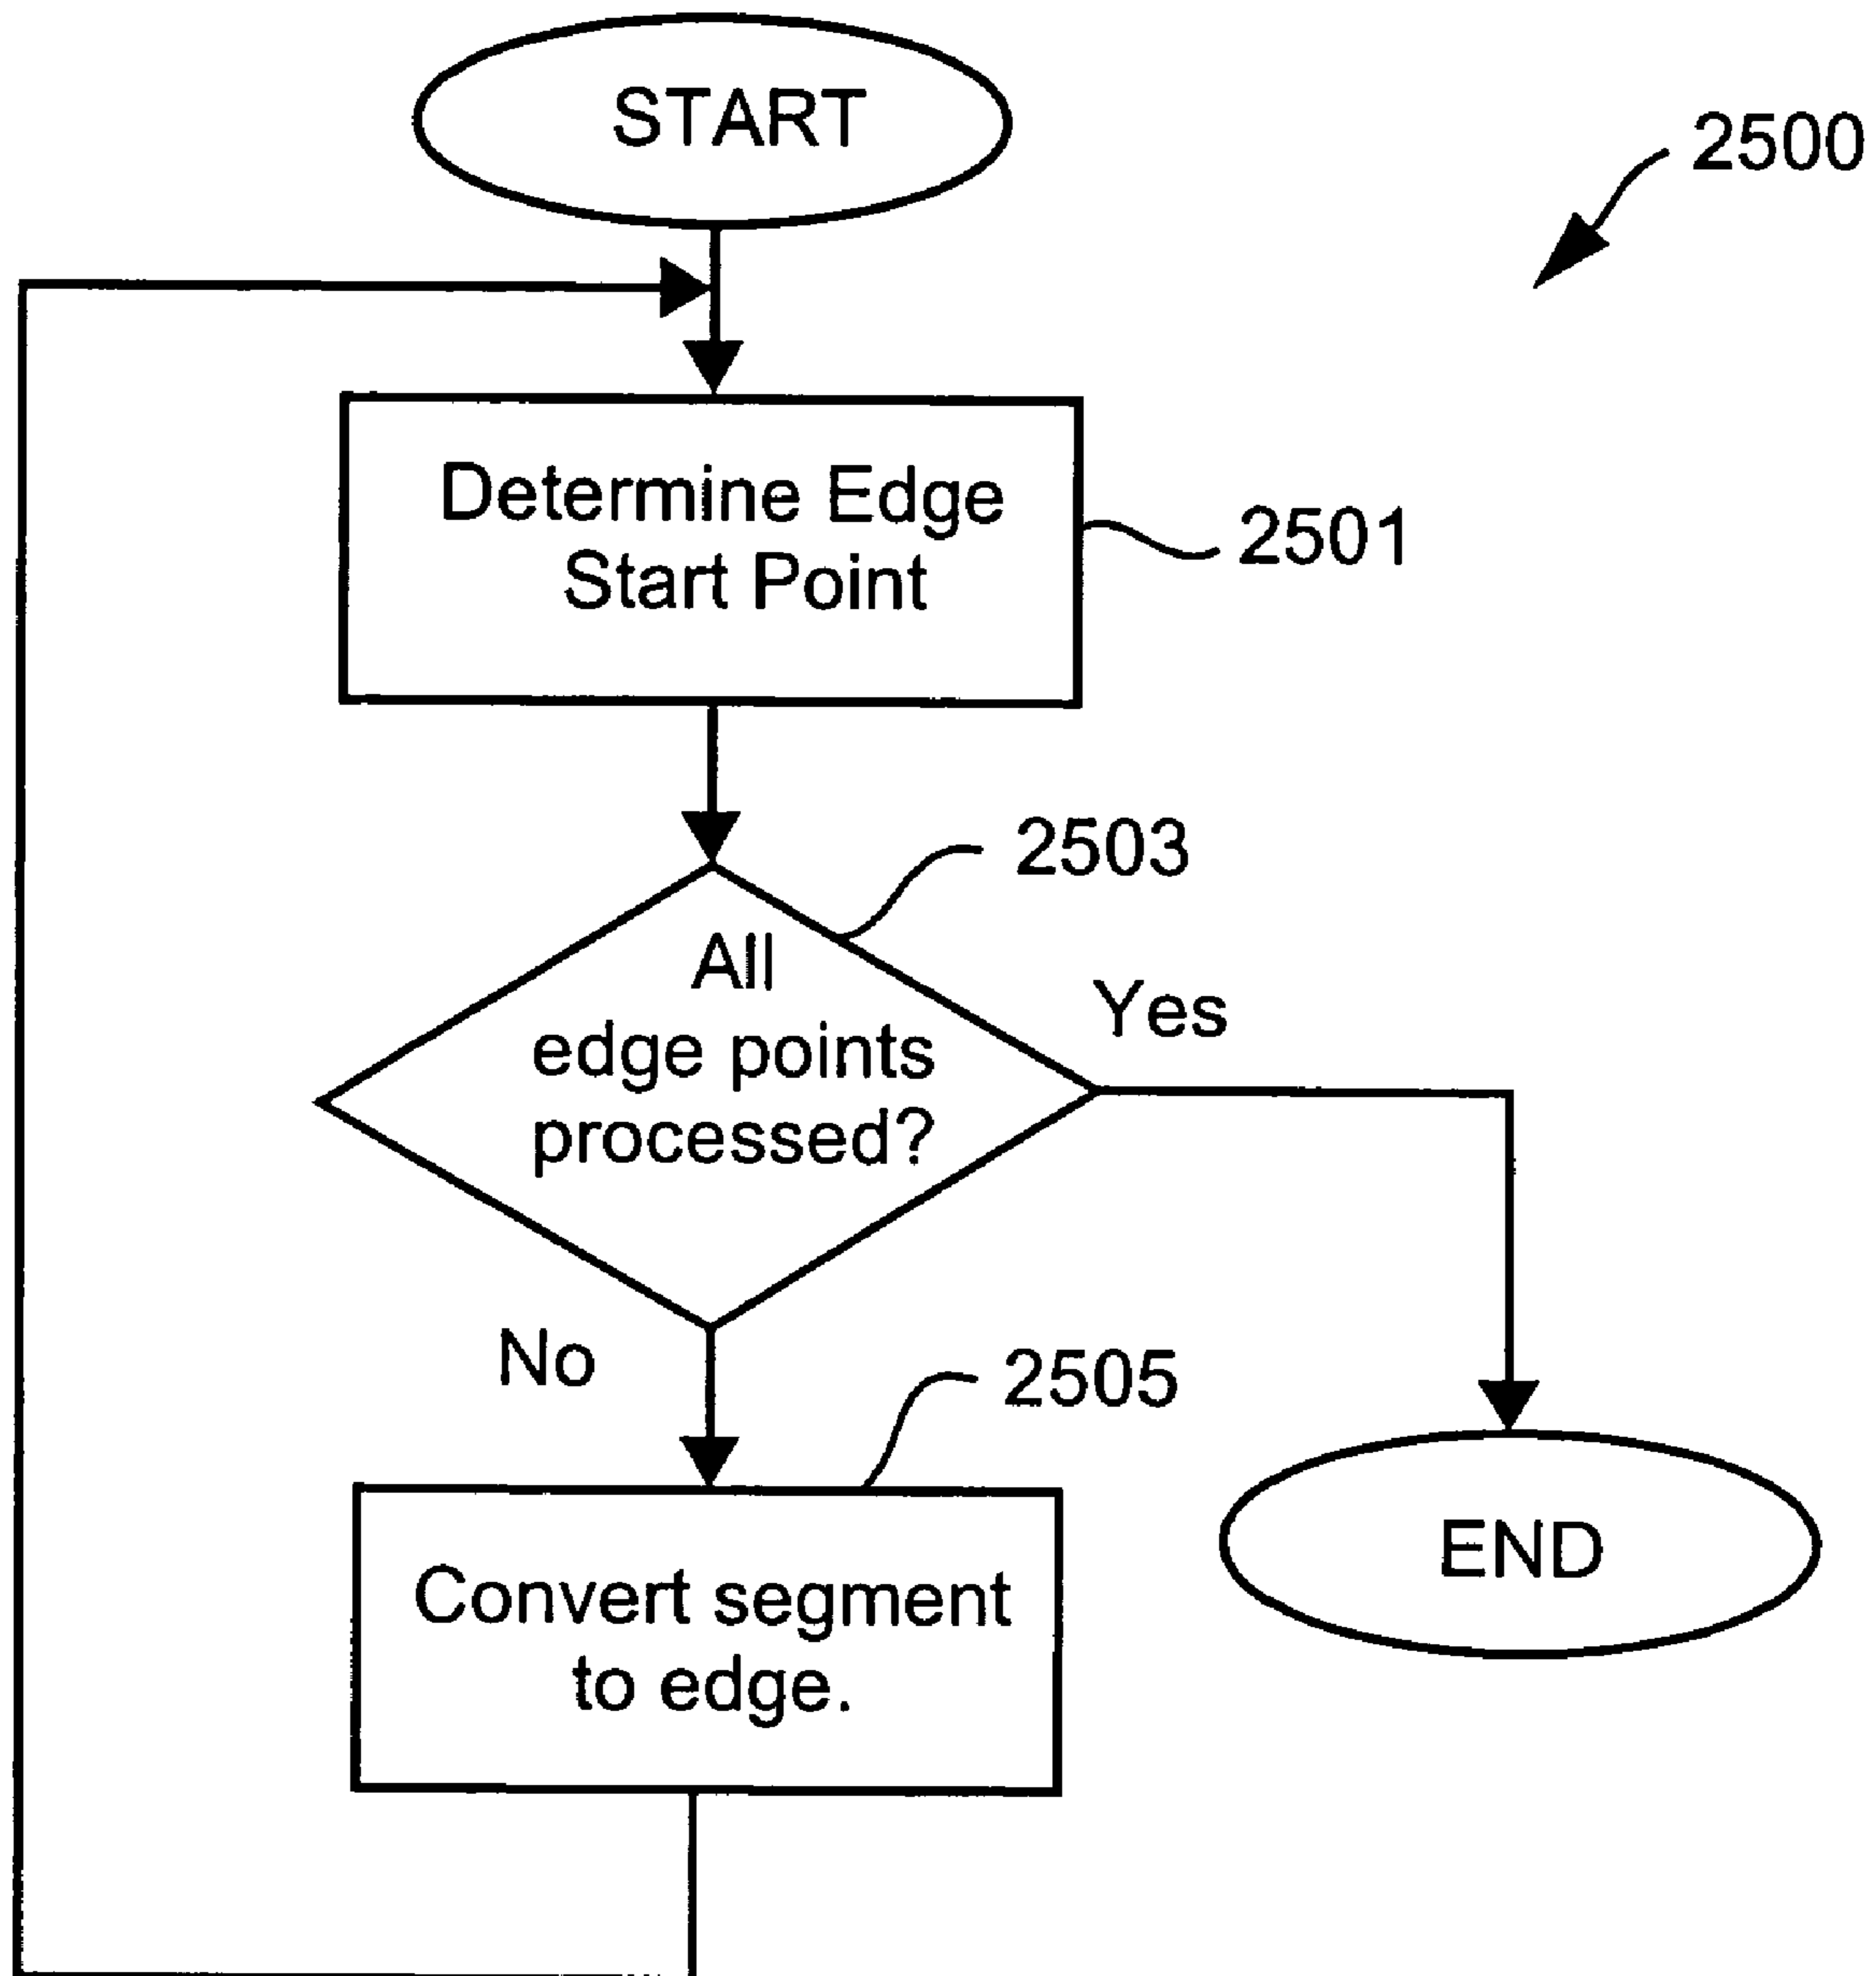 START
2500
Determine Edge
Start Point
2501
2503
All
edge points
processed?
Yes
No
2505
Convert segment
to edge.
END